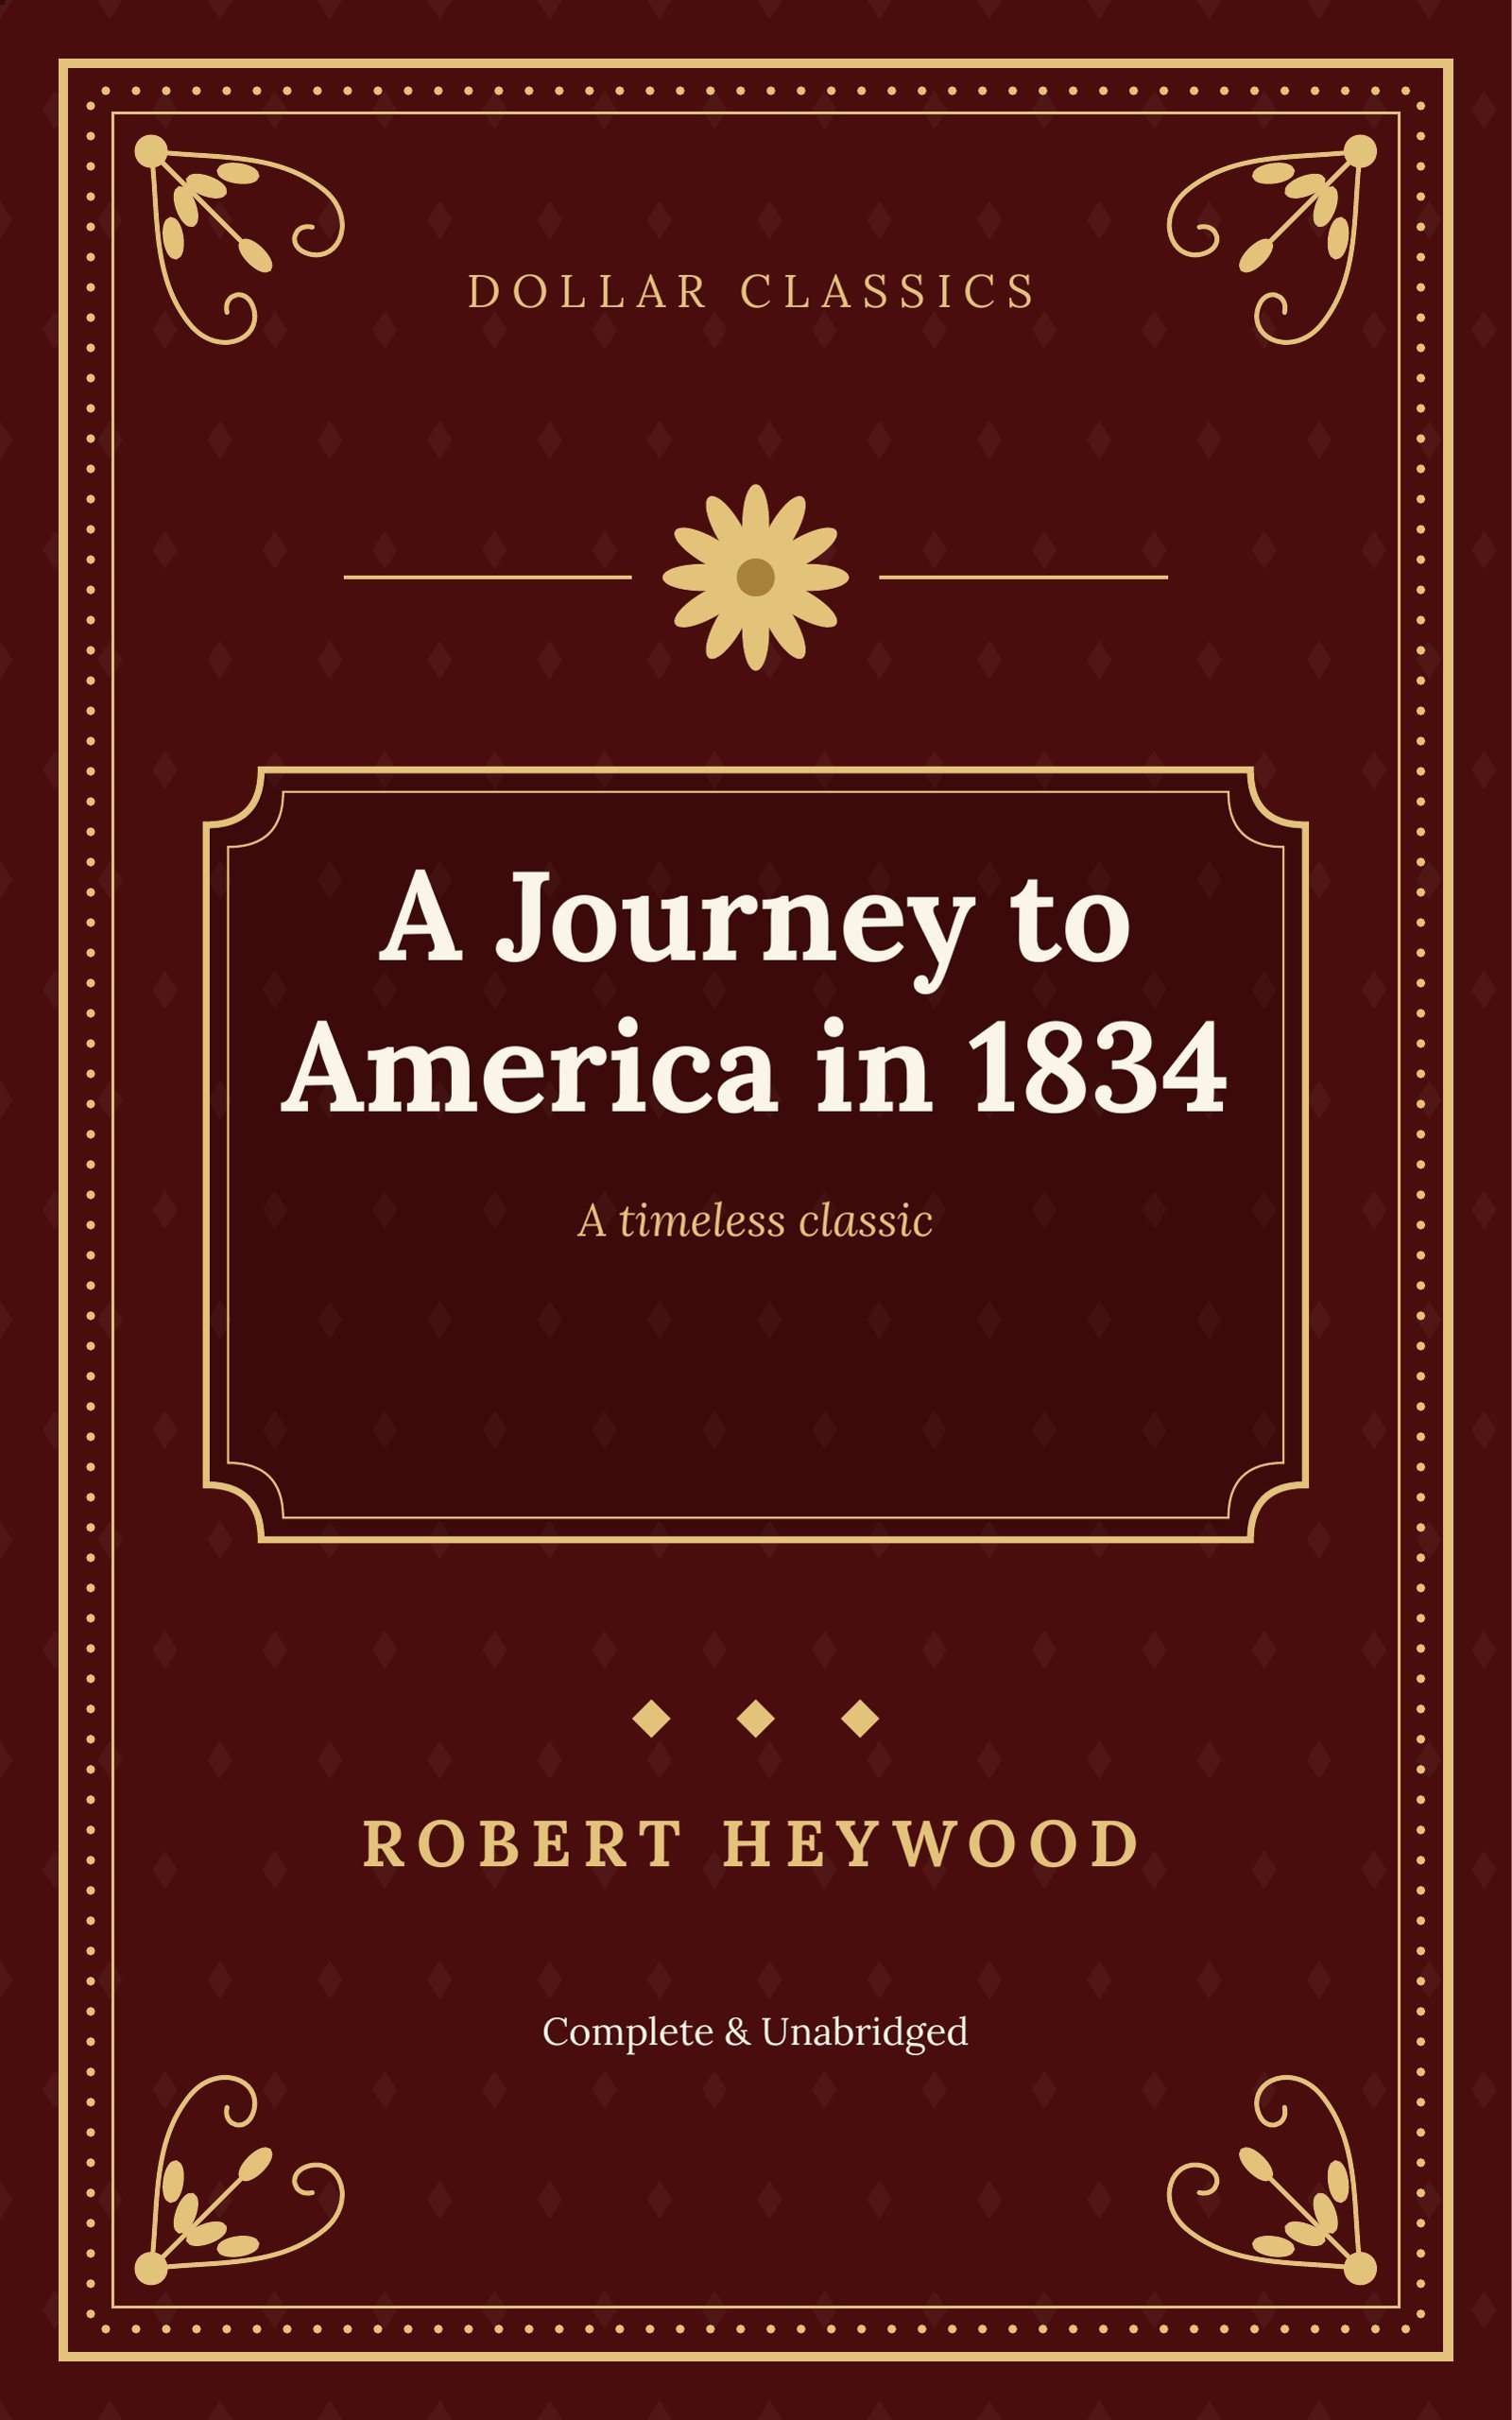 DOLLAR CLASSICS
A Journey to
America in 1834
A timeless classic
ROBERT HEYWOOD
Complete & Unabridged